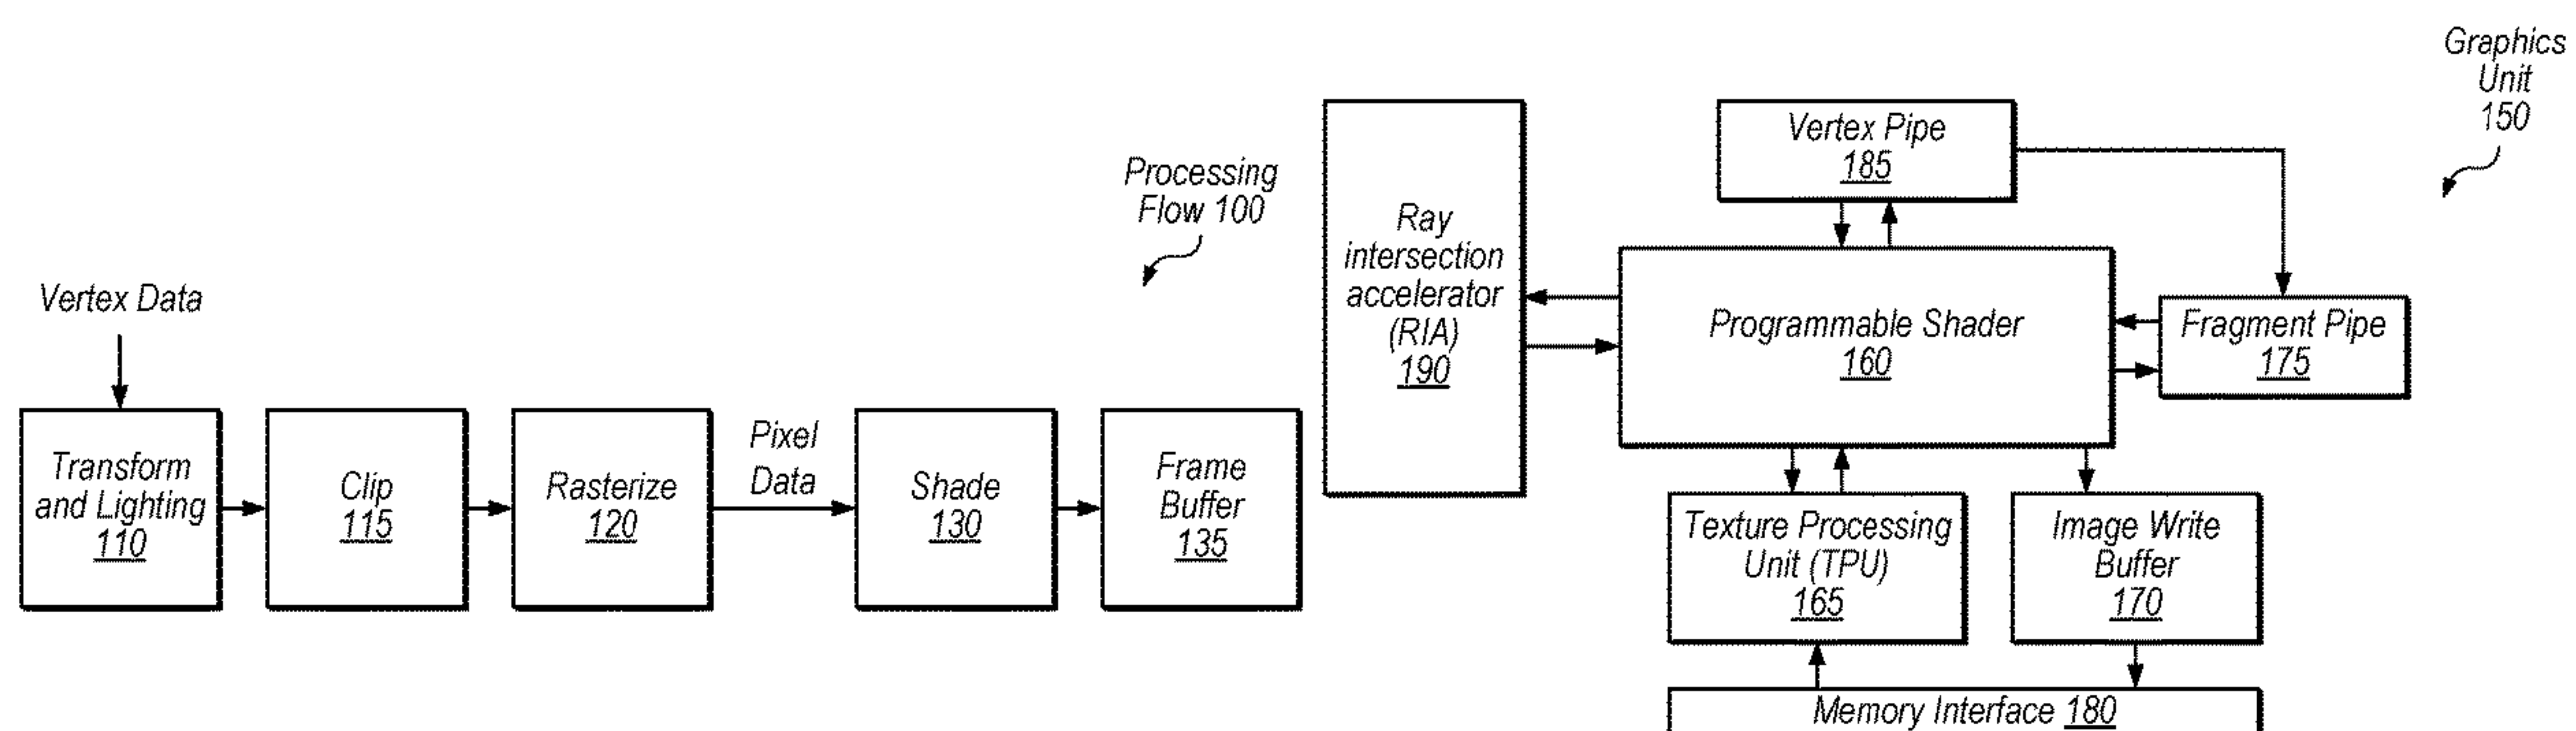 Processing
Flow 100
Vertex Data
Transform
and Lighting
110
Clip
115
Rasterize
120
Pixel
Data
Shade
130
Frame
Buffer
135
Graphics
Unit
150
Ray
intersection
accelerator
(RIA)
190
Vertex Pipe
185
Programmable Shader
160
Fragment Pipe
175
Texture Processing
Unit (TPU)
165
Image Write
Buffer
170
Memory Interface 180